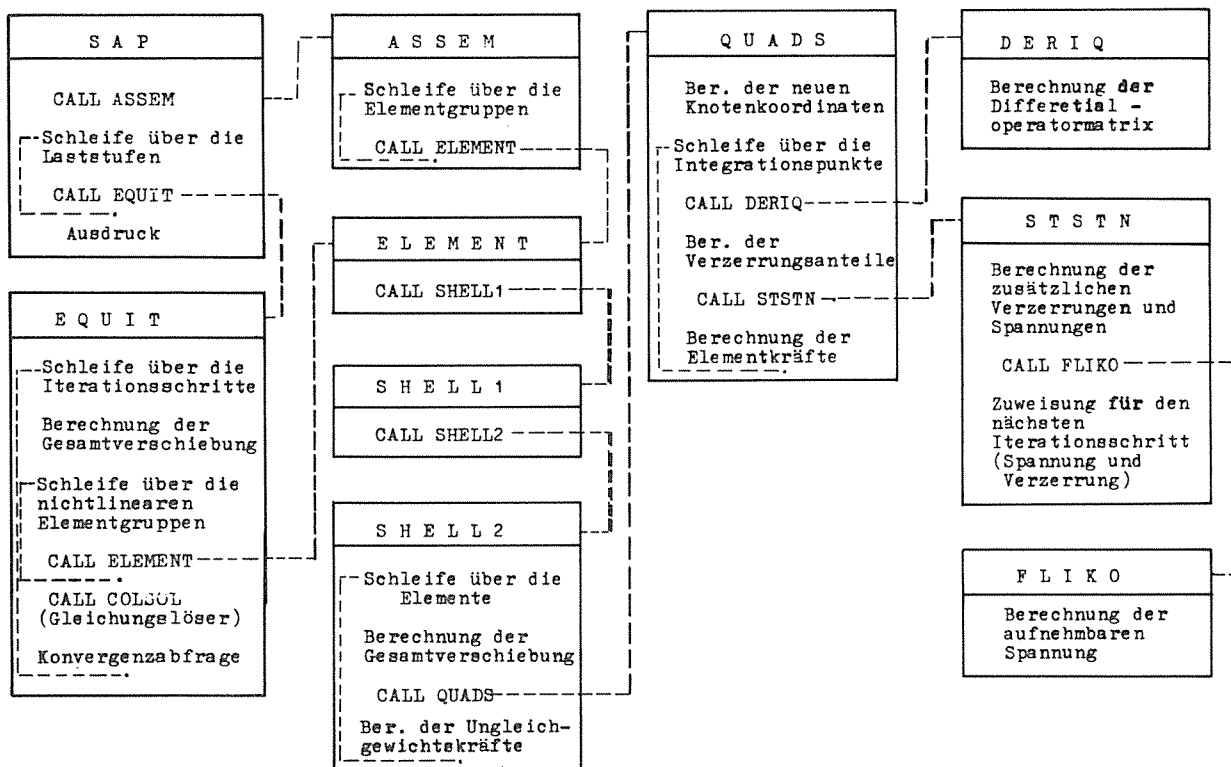 S A P
CALL ASSEM
Schleife über die
Laststufen
CALL EQUIT
Ausdruck
E Q U I T
Schleife über die
Iterationsschritte
Berechnung der
Gesamtverschiebung
Schleife über die
nichtlinearen
Elementgruppen
CALL ELEMENT
CALL COLSOL
(Gleichungslöser)
Konvergenzabfrage
A S S E M
Schleife über die
Elementgruppen
CALL ELEMENT
E L E M E N T
CALL SHELL1
S H E L L 1
CALL SHELL2
S H E L L 2
Schleife über die
Elemente
Berechnung der
Gesamtverschiebung
CALL QUADS
Ber. der Ungleich-
gewichtskräfte
Q U A D S
Ber. der neuen
Knotenkoordinaten
Schleife über die
Integrationspunkte
CALL DERIQ
Ber. der
Verzerrungsanteile
CALL STSTN
Berechnung der
Elementkräfte
D E R I Q
Berechnung der
Differetial -
operatormatrix
S T S T N
Berechnung der
zusätzlichen
Verzerrungen und
Spannungen
CALL FLIKO
Zuweisung für den
nächsten
Iterationsschritt
(Spannung und
Verzerrung)
F L I K O
Berechnung der
aufnehmbaren
Spannung